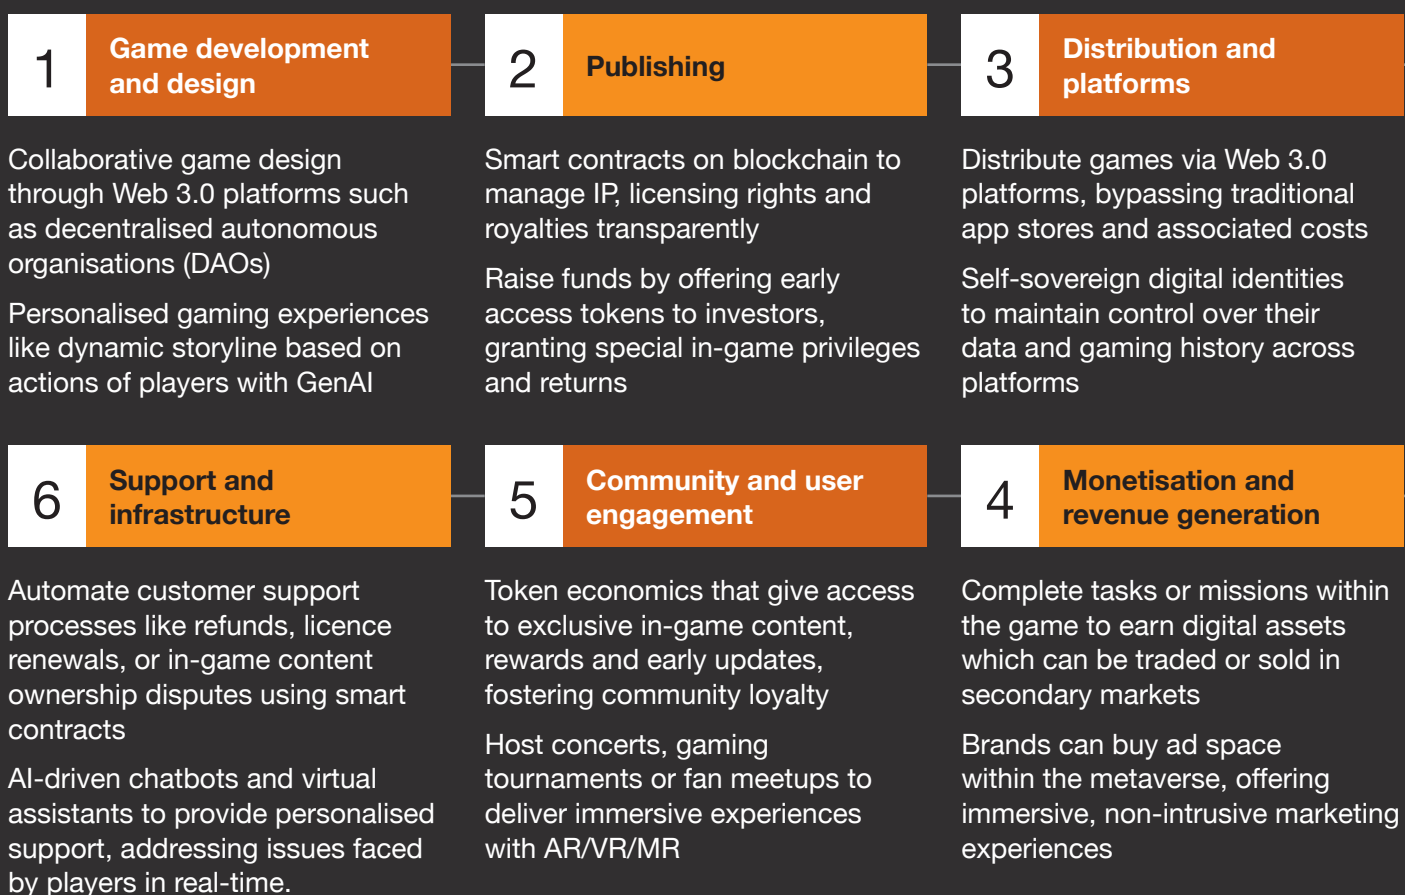 1
Game development
and design
Collaborative game design
through Web 3.0 platforms such
as decentralised autonomous
organisations (DAOs)
Personalised gaming experiences
like dynamic storyline based on
actions of players with GenAI
2
Publishing
Smart contracts on blockchain to
manage IP, licensing rights and
royalties transparently
Raise funds by offering early
access tokens to investors,
granting special in-game privileges
and returns
3
Distribution and
platforms
Distribute games via Web 3.0
platforms, bypassing traditional
app stores and associated costs
Self-sovereign digital identities
to maintain control over their
data and gaming history across
platforms
4
Monetisation and
revenue generation
Complete tasks or missions within
the game to earn digital assets
which can be traded or sold in
secondary markets
Brands can buy ad space
within the metaverse, offering
immersive, non-intrusive marketing
experiences
5
Community and user
engagement
Token economics that give access
to exclusive in-game content,
rewards and early updates,
fostering community loyalty
Host concerts, gaming
tournaments or fan meetups to
deliver immersive experiences
with AR/VR/MR
6
Support and
infrastructure
Automate customer support
processes like refunds, licence
renewals, or in-game content
ownership disputes using smart
contracts
AI-driven chatbots and virtual
assistants to provide personalised
support, addressing issues faced
by players in real-time.